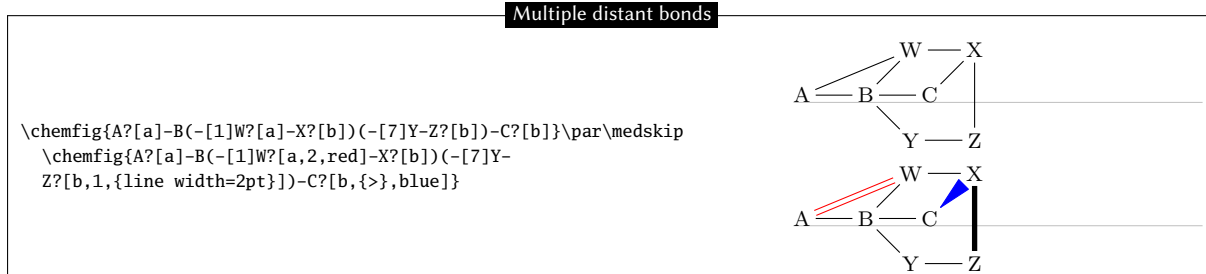 Multiple distant bonds
\chemfig{A?[a]-B(-[1]W?[a]-X?[b])(-[7]Y-Z?[b])-C?[b]}\par\medskip
\chemfig{A?[a]-B(-[1]W?[a,2,red]-X?[b])(-[7]Y-
Z?[b,1,{line width=2pt}])-C?[b,{>},blue]}
W X
A B C
Y Z
W X
A B C
Y Z